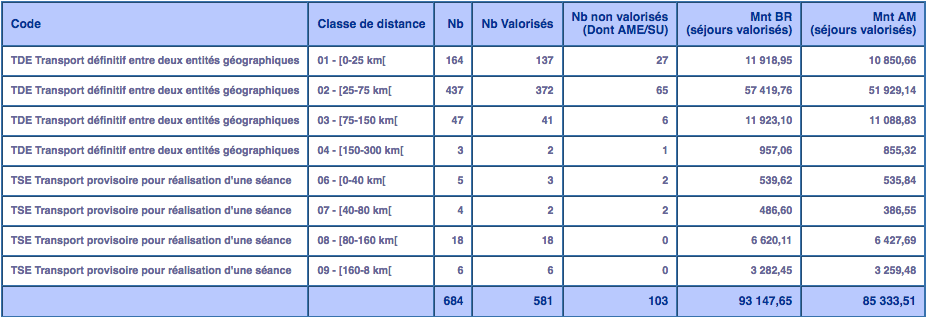 Code Classe de distance Nb Nb Valorisés Nb non valorisés (Dont AME/SU) Mnt BR (séjours valorisés) Mnt AM (séjours valorisés)
TDE Transport définitif entre deux entités géographiques 01 - [0-25 km[ 164 137 27 11 918,95 10 850,66
TDE Transport définitif entre deux entités géographiques 02 - [25-75 km[ 437 372 65 57 419,76 51 929,14
TDE Transport définitif entre deux entités géographiques 03 - [75-150 km[ 47 41 6 11 923,10 11 088,83
TDE Transport définitif entre deux entités géographiques 04 - [150-300 km[ 3 2 1 957,06 855,32
TSE Transport provisoire pour réalisation d'une séance 06 - [0-40 km[ 5 3 2 539,62 535,84
TSE Transport provisoire pour réalisation d'une séance 07 - [40-80 km[ 4 2 2 486,60 386,55
TSE Transport provisoire pour réalisation d'une séance 08 - [80-160 km[ 18 18 0 6 620,11 6 427,69
TSE Transport provisoire pour réalisation d'une séance 09 - [160-8 km[ 6 6 0 3 282,45 3 259,48
684 581 103 93 147,65 85 333,51